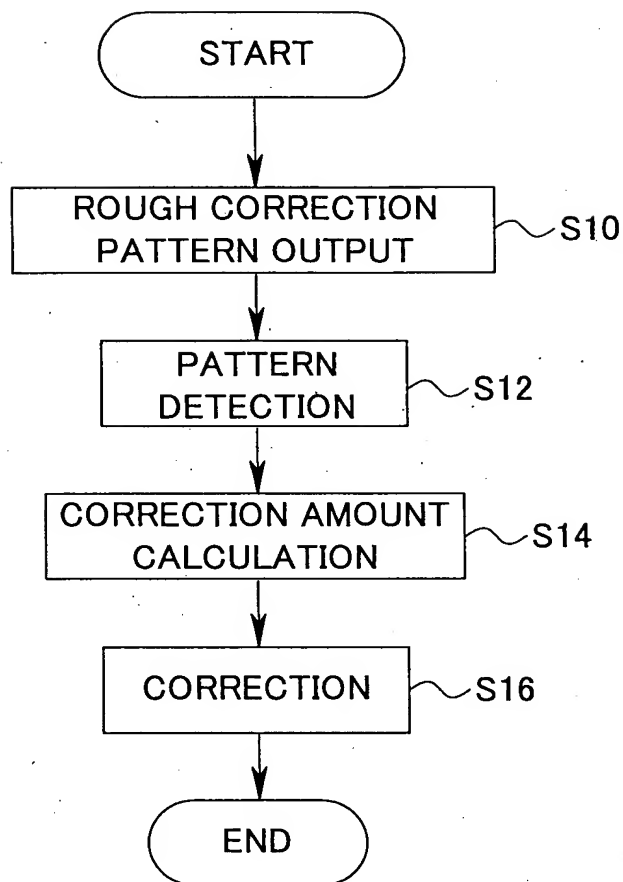 START
ROUGH CORRECTION
PATTERN OUTPUT
S10
PATTERN
DETECTION
S12
CORRECTION AMOUNT
CALCULATION
S14
CORRECTION
S16
END